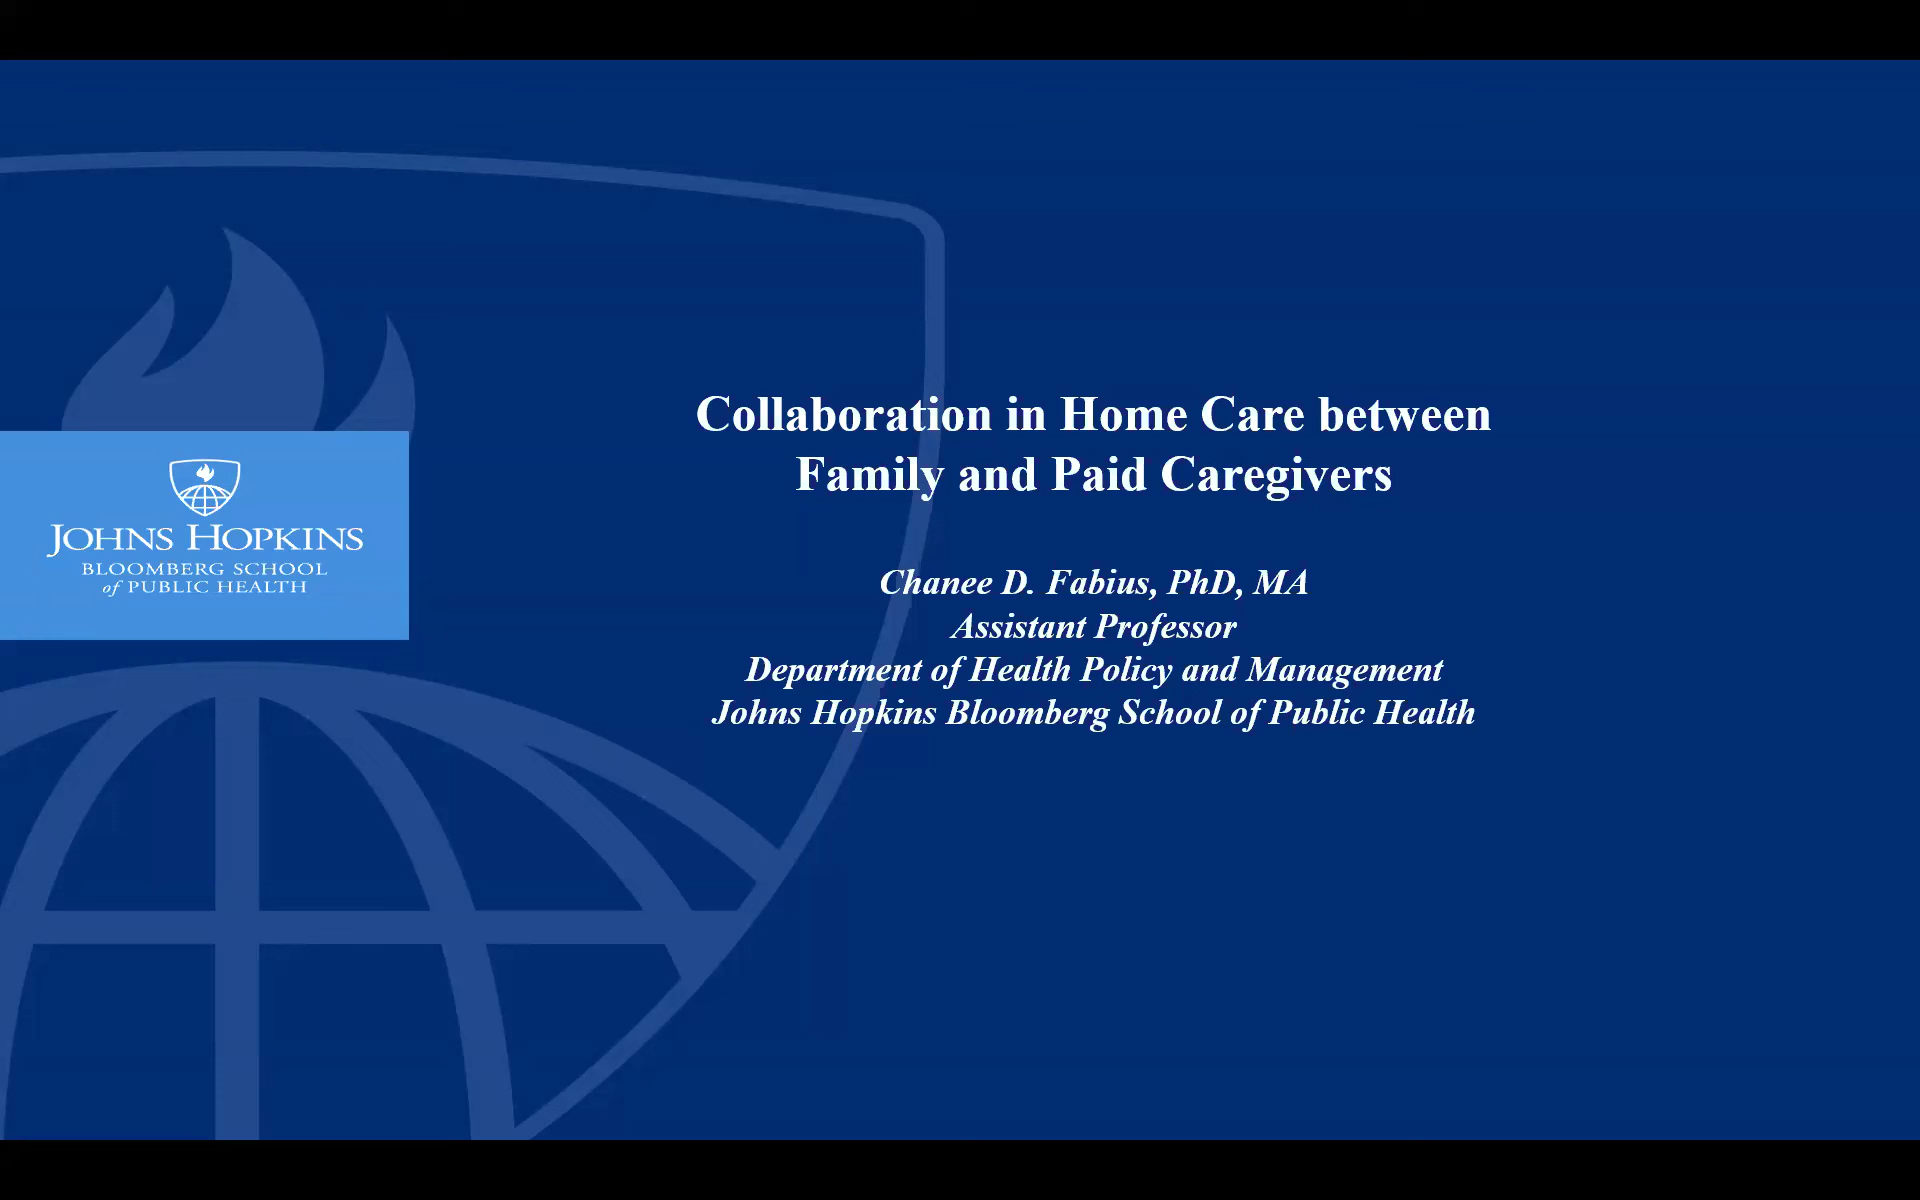 Collaboration in Home Care between
Family and Paid Caregivers
Chanee D. Fabius, PhD, MA
Assistant Professor
Department of Health Policy and Management
Johns Hopkins Bloomberg School of Public Health
JOHNS HOPKINS
BLOOMBERG SCHOOL
of PUBLIC HEALTH